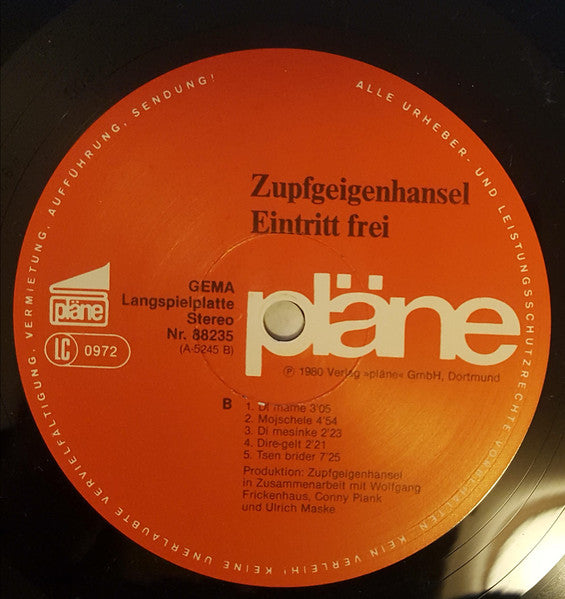 ALLE URHEBER- UND LEISTUNGSSCHUTZRECHTE VORBEHALTEN. KEIN VERLEIH! KEINE UNERLAUBTE VERVIELFÄLTIGUNG, VERMIETUNG, AUFFÜHRUNG, SENDUNG!
Zupfgeigenhansel
Eintritt frei
pläne
LC 0972
GEMA
Langspielplatte
Stereo
Nr. 88235
(A-5245 B)
pläne
℗ 1980 Verlag »pläne« GmbH, Dortmund
B
1. Di mame 3'05
2. Mojschele 4'54
3. Di mesinke 2'23
4. Dire-gelt 2'21
5. Tsen brider 7'25
Produktion: Zupfgeigenhansel
in Zusammenarbeit mit Wolfgang
Frickenhaus, Conny Plank
und Ulrich Maske